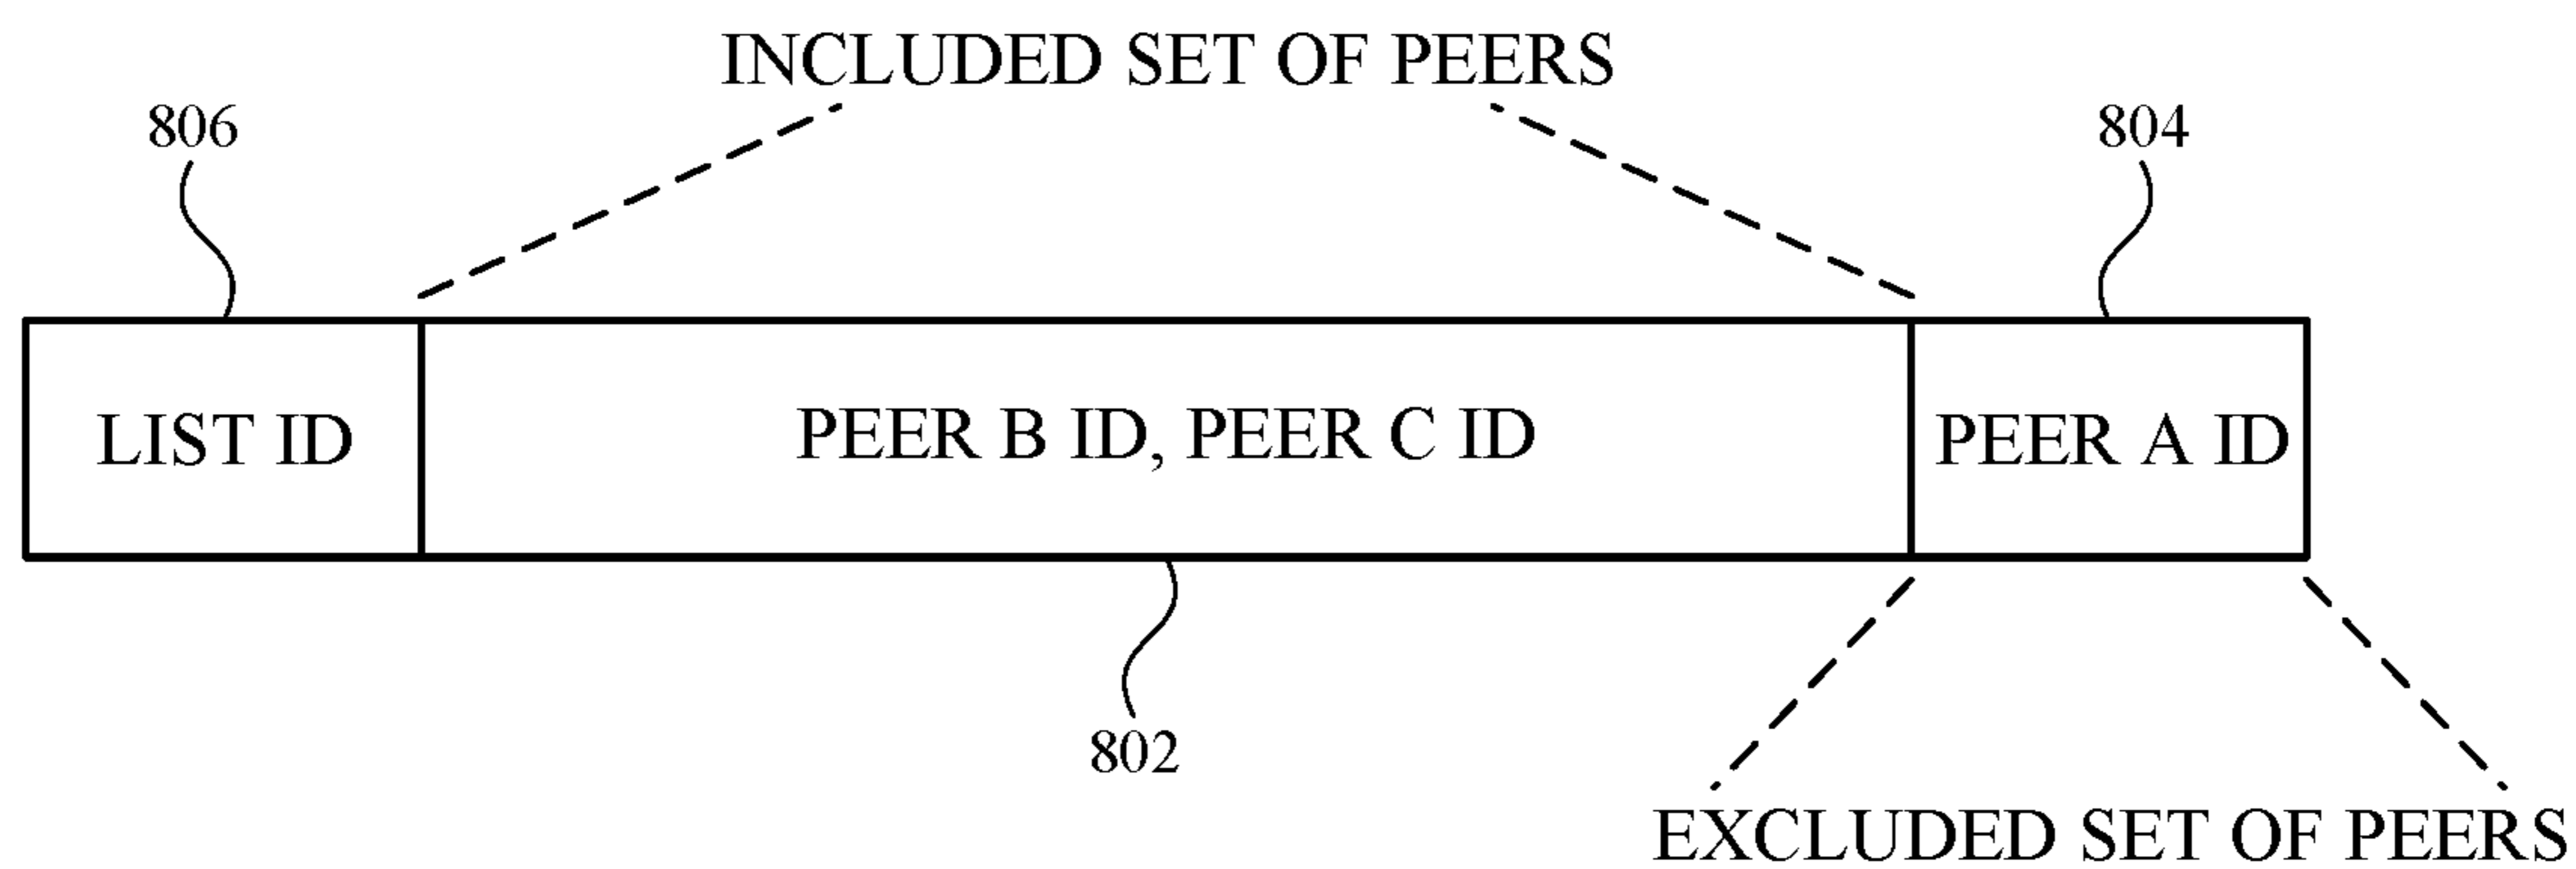 INCLUDED SET OF PEERS
806
804
LIST ID
PEER B ID, PEER C ID
PEER A ID
802
EXCLUDED SET OF PEERS